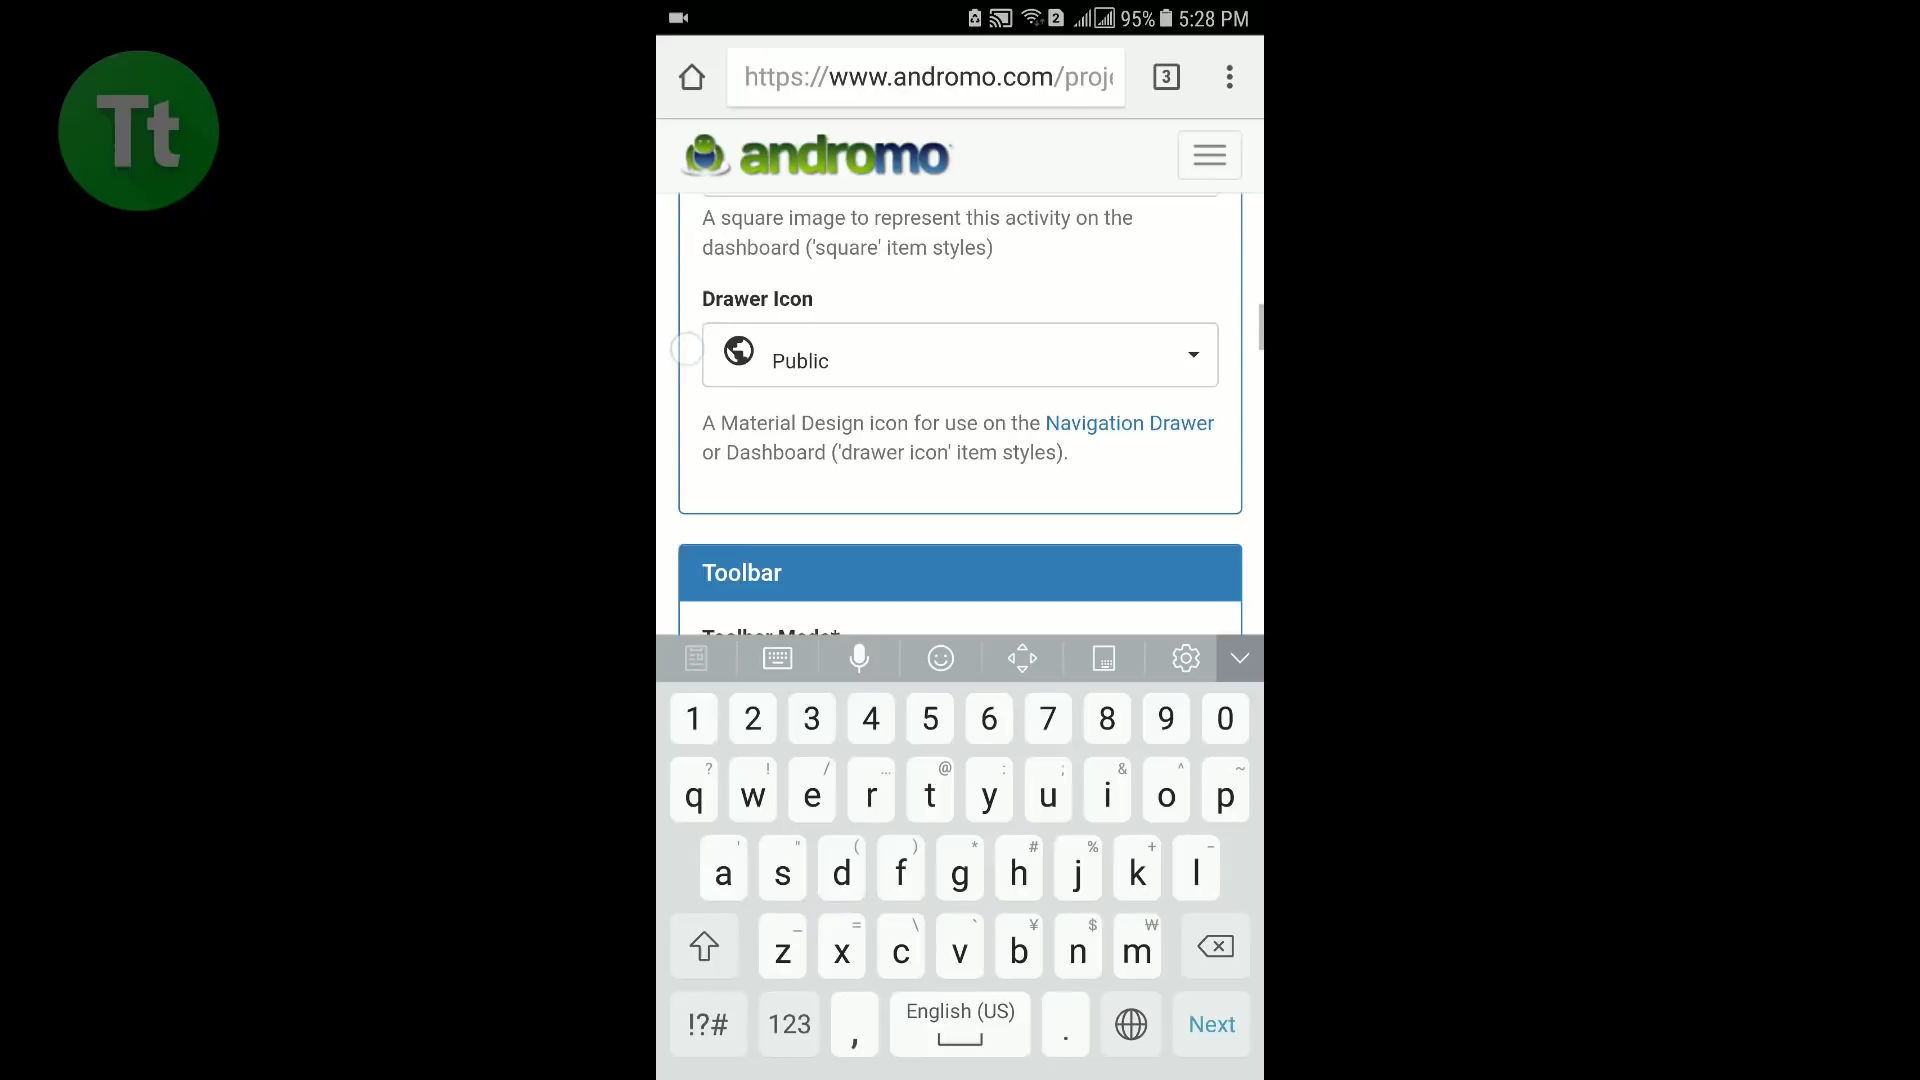 Tt
2
95%
5:28 PM
https://www.andromo.com/proje
3
andromo
A square image to represent this activity on the
dashboard ('square' item styles)
Drawer Icon
Public
A Material Design icon for use on the Navigation Drawer
or Dashboard ('drawer icon' item styles).
Toolbar
Toolbar Mode*
1 2 3 4 5 6 7 8 9 0
? ! / ... @ : ; & ^ ~
q w e r t y u i o p
' " ( ) * # % + -
a s d f g h j k l
_ = \ ` ¥ $ ₩
z x c v b n m
!?# 123 , English (US) . Next